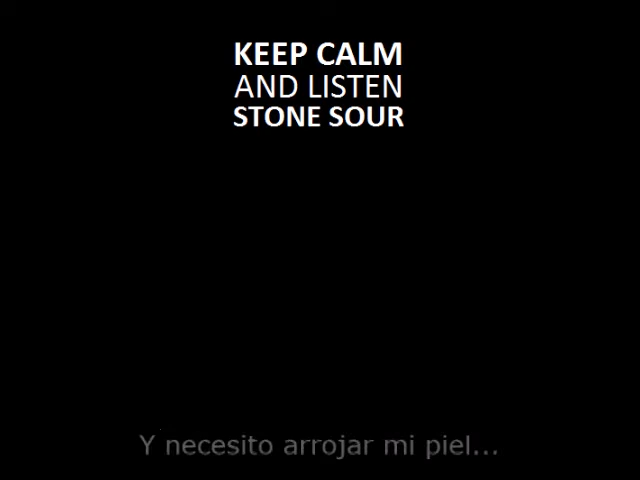 KEEP CALM
AND LISTEN
STONE SOUR
Y necesito arrojar mi piel...